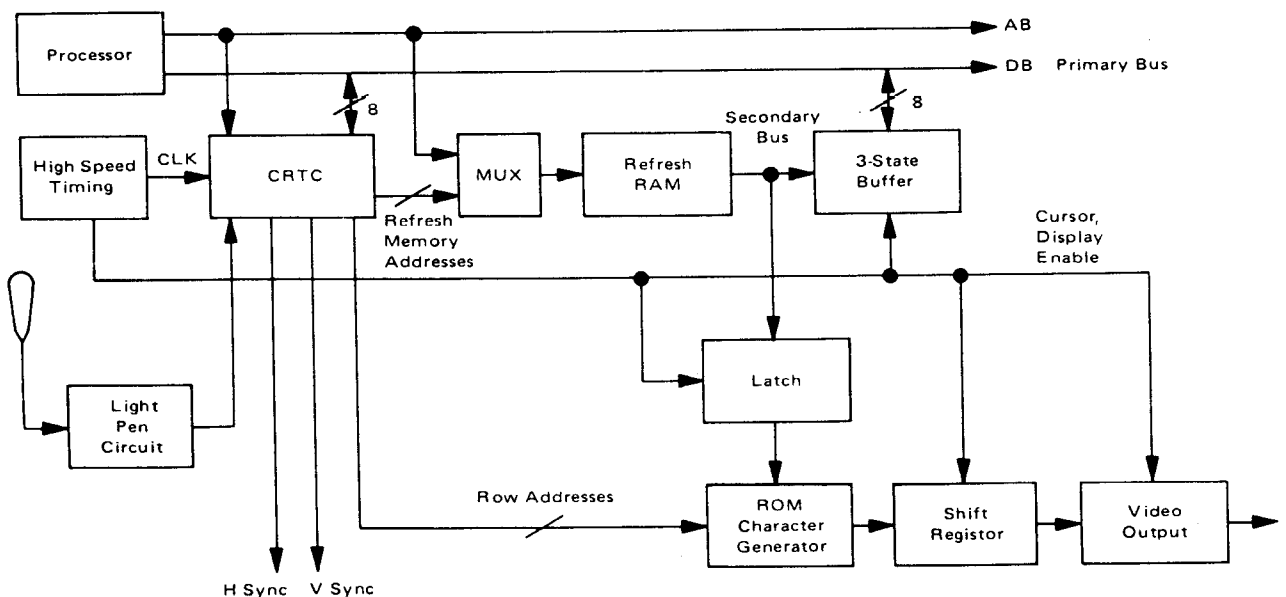 AB
Processor
DB Primary Bus
8
8
Secondary
Bus
High Speed
Timing
CLK
CRTC
MUX
Refresh
RAM
3-State
Buffer
Refresh
Memory
Addresses
Cursor,
Display
Enable
Latch
Light
Pen
Circuit
Row Addresses
ROM
Character
Generator
Shift
Registor
Video
Output
H Sync
V Sync